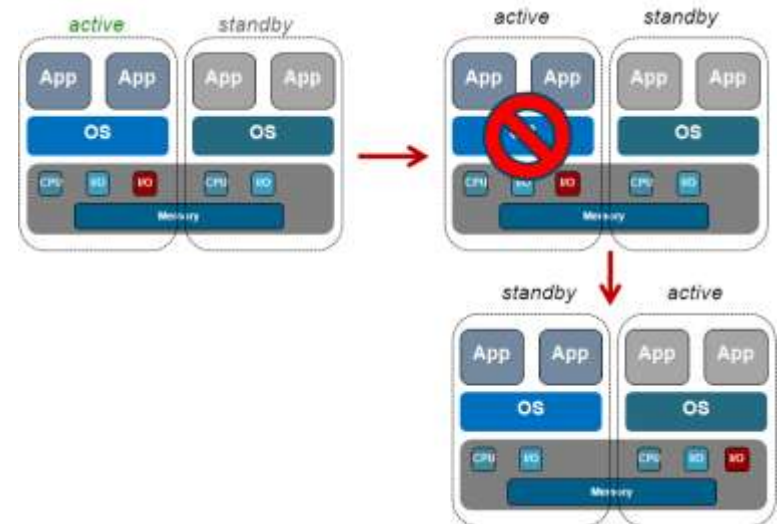 active standby
App App App App
OS OS
CPU I/O I/O CPU I/O
Memory
active standby
App App App App
OS
CPU I/O I/O CPU I/O
Memory
standby active
App App App App
OS OS
CPU I/O CPU I/O I/O
Memory